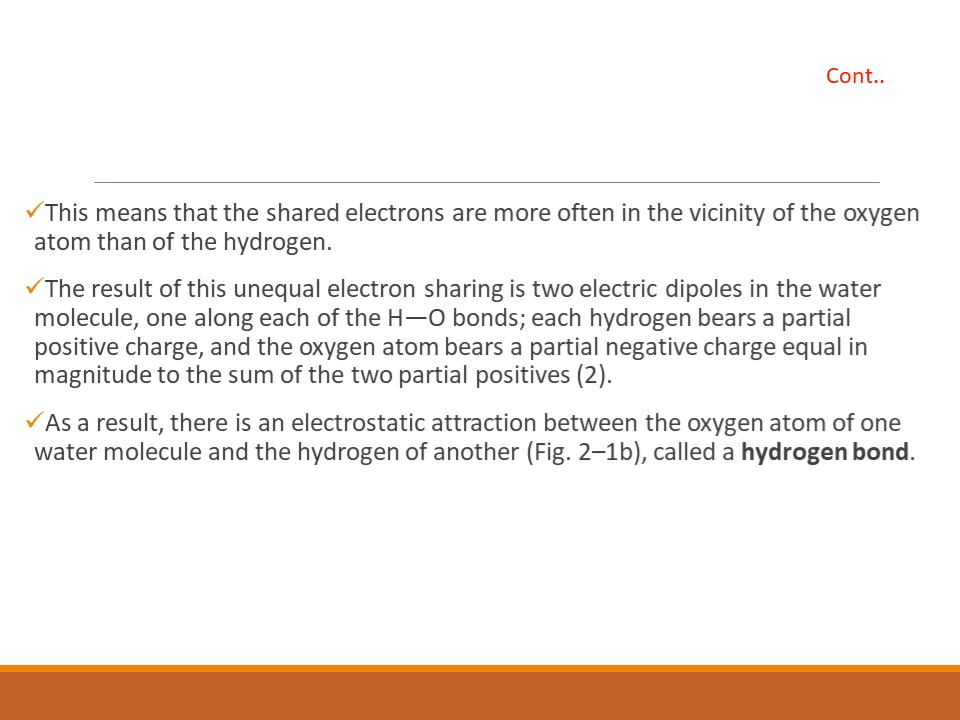 Cont..
✓This means that the shared electrons are more often in the vicinity of the oxygen
atom than of the hydrogen.
✓The result of this unequal electron sharing is two electric dipoles in the water
molecule, one along each of the H—O bonds; each hydrogen bears a partial
positive charge, and the oxygen atom bears a partial negative charge equal in
magnitude to the sum of the two partial positives (2).
✓As a result, there is an electrostatic attraction between the oxygen atom of one
water molecule and the hydrogen of another (Fig. 2–1b), called a hydrogen bond.